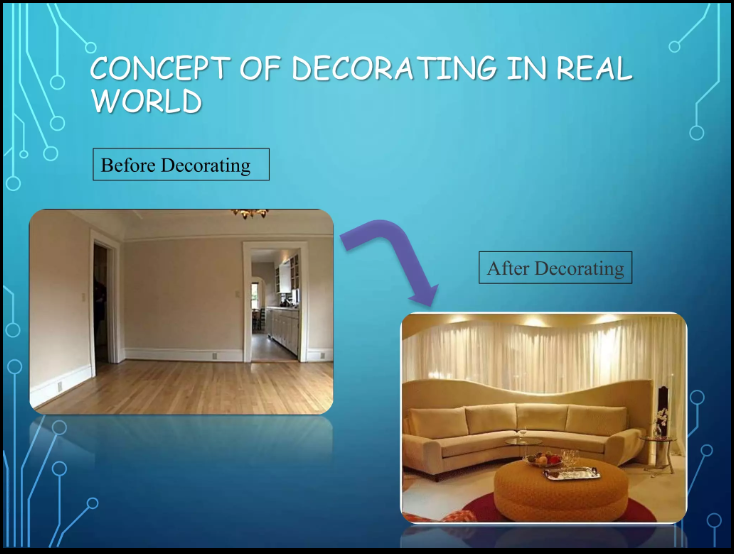 CONCEPT OF DECORATING IN REAL
WORLD
Before Decorating
After Decorating